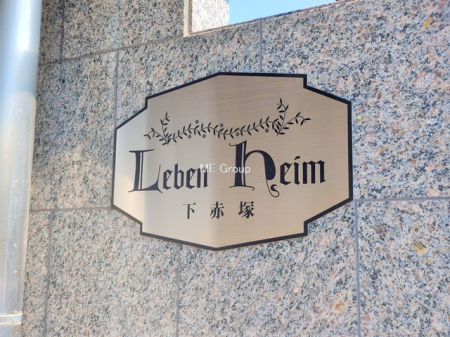 Leben Heim
ME Group
下赤塚